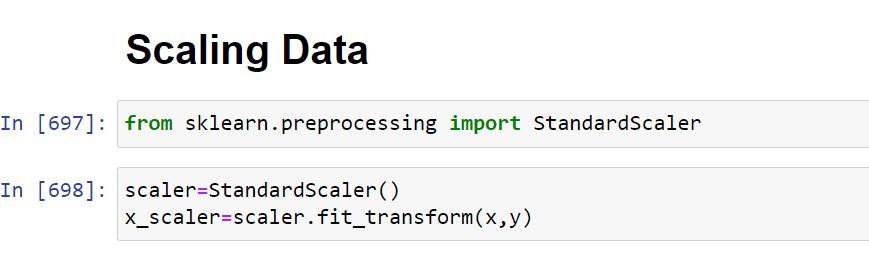 Scaling Data
In [697]: from sklearn.preprocessing import StandardScaler
In [698]: scaler=StandardScaler()
x_scaler=scaler.fit_transform(x,y)